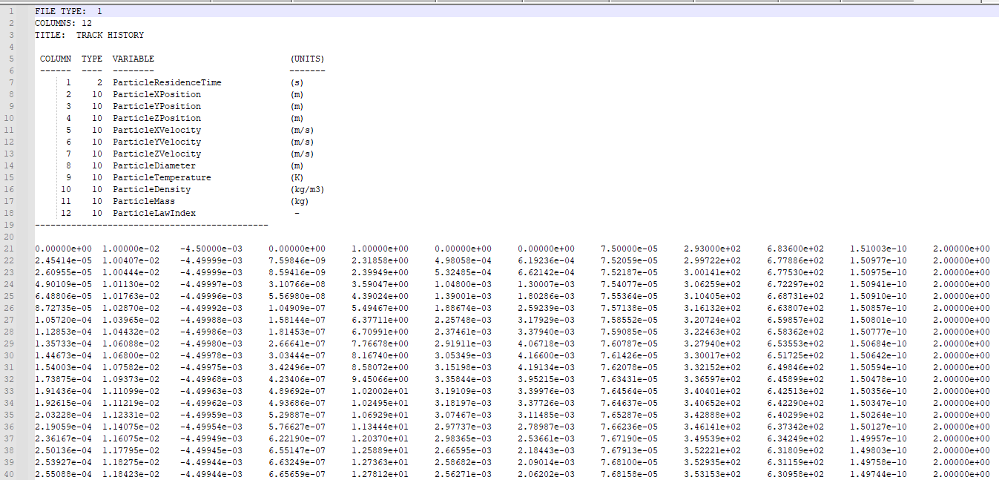 1 FILE TYPE:  1
2 COLUMNS: 12
3 TITLE:  TRACK HISTORY
4
5 COLUMN  TYPE  VARIABLE  (UNITS)
6 ------  ----  --------  -------
7 1  2  ParticleResidenceTime  (s)
8 2  10  ParticleXPosition  (m)
9 3  10  ParticleYPosition  (m)
10 4  10  ParticleZPosition  (m)
11 5  10  ParticleXVelocity  (m/s)
12 6  10  ParticleYVelocity  (m/s)
13 7  10  ParticleZVelocity  (m/s)
14 8  10  ParticleDiameter  (m)
15 9  10  ParticleTemperature  (K)
16 10  10  ParticleDensity  (kg/m3)
17 11  10  ParticleMass  (kg)
18 12  10  ParticleLawIndex  -
19 ---------------------------------------------
20
21 0.00000e+00 1.00000e-02 -4.50000e-03 0.00000e+00 1.00000e+00 0.00000e+00 0.00000e+00 7.50000e-05 2.93000e+02 6.83600e+02 1.51003e-10 2.00000e+00
22 2.45414e-05 1.00407e-02 -4.49999e-03 7.59846e-09 2.31858e+00 4.98058e-04 6.19236e-04 7.52059e-05 2.99722e+02 6.77886e+02 1.50977e-10 2.00000e+00
23 2.60955e-05 1.00444e-02 -4.49999e-03 8.59416e-09 2.39949e+00 5.32485e-04 6.62142e-04 7.52187e-05 3.00141e+02 6.77530e+02 1.50975e-10 2.00000e+00
24 4.90109e-05 1.01130e-02 -4.49997e-03 3.10766e-08 3.59047e+00 1.04800e-03 1.30007e-03 7.54077e-05 3.06259e+02 6.72297e+02 1.50941e-10 2.00000e+00
25 6.48806e-05 1.01763e-02 -4.49996e-03 5.56980e-08 4.39024e+00 1.39001e-03 1.80286e-03 7.55364e-05 3.10405e+02 6.68731e+02 1.50910e-10 2.00000e+00
26 8.72735e-05 1.02870e-02 -4.49992e-03 1.04909e-07 5.49467e+00 1.88674e-03 2.59239e-03 7.57138e-05 3.16132e+02 6.63807e+02 1.50857e-10 2.00000e+00
27 1.05720e-04 1.03965e-02 -4.49988e-03 1.58144e-07 6.37711e+00 2.25748e-03 3.17929e-03 7.58552e-05 3.20724e+02 6.59857e+02 1.50801e-10 2.00000e+00
28 1.12853e-04 1.04432e-02 -4.49986e-03 1.81453e-07 6.70991e+00 2.37461e-03 3.37940e-03 7.59085e-05 3.22463e+02 6.58362e+02 1.50777e-10 2.00000e+00
29 1.35733e-04 1.06088e-02 -4.49980e-03 2.66641e-07 7.76678e+00 2.91911e-03 4.06718e-03 7.60787e-05 3.27940e+02 6.53553e+02 1.50684e-10 2.00000e+00
30 1.44673e-04 1.06800e-02 -4.49978e-03 3.03444e-07 8.16740e+00 3.05349e-03 4.16600e-03 7.61426e-05 3.30017e+02 6.51725e+02 1.50642e-10 2.00000e+00
31 1.54003e-04 1.07582e-02 -4.49975e-03 3.42496e-07 8.58072e+00 3.15198e-03 4.19134e-03 7.62078e-05 3.32152e+02 6.49846e+02 1.50594e-10 2.00000e+00
32 1.73875e-04 1.09373e-02 -4.49968e-03 4.23406e-07 9.45066e+00 3.35844e-03 3.95215e-03 7.63431e-05 3.36597e+02 6.45899e+02 1.50478e-10 2.00000e+00
33 1.91436e-04 1.11099e-02 -4.49963e-03 4.89692e-07 1.02002e+01 3.19109e-03 3.39976e-03 7.64564e-05 3.40401e+02 6.42513e+02 1.50356e-10 2.00000e+00
34 1.92615e-04 1.11219e-02 -4.49962e-03 4.93686e-07 1.02495e+01 3.18197e-03 3.37726e-03 7.64637e-05 3.40652e+02 6.42290e+02 1.50347e-10 2.00000e+00
35 2.03228e-04 1.12331e-02 -4.49959e-03 5.29887e-07 1.06929e+01 3.07467e-03 3.11485e-03 7.65287e-05 3.42888e+02 6.40299e+02 1.50264e-10 2.00000e+00
36 2.19059e-04 1.14075e-02 -4.49954e-03 5.76627e-07 1.13444e+01 2.97737e-03 2.78987e-03 7.66236e-05 3.46141e+02 6.37342e+02 1.50127e-10 2.00000e+00
37 2.36167e-04 1.16075e-02 -4.49949e-03 6.22190e-07 1.20370e+01 2.98365e-03 2.53661e-03 7.67190e-05 3.49539e+02 6.34249e+02 1.49957e-10 2.00000e+00
38 2.50136e-04 1.17795e-02 -4.49945e-03 6.55147e-07 1.25889e+01 2.66595e-03 2.18443e-03 7.67913e-05 3.52221e+02 6.31809e+02 1.49803e-10 2.00000e+00
39 2.53927e-04 1.18275e-02 -4.49944e-03 6.63249e-07 1.27363e+01 2.58682e-03 2.09014e-03 7.68100e-05 3.52935e+02 6.31159e+02 1.49758e-10 2.00000e+00
40 2.55088e-04 1.18423e-02 -4.49944e-03 6.65659e-07 1.27812e+01 2.56271e-03 2.06202e-03 7.68158e-05 3.53153e+02 6.30958e+02 1.49744e-10 2.00000e+00